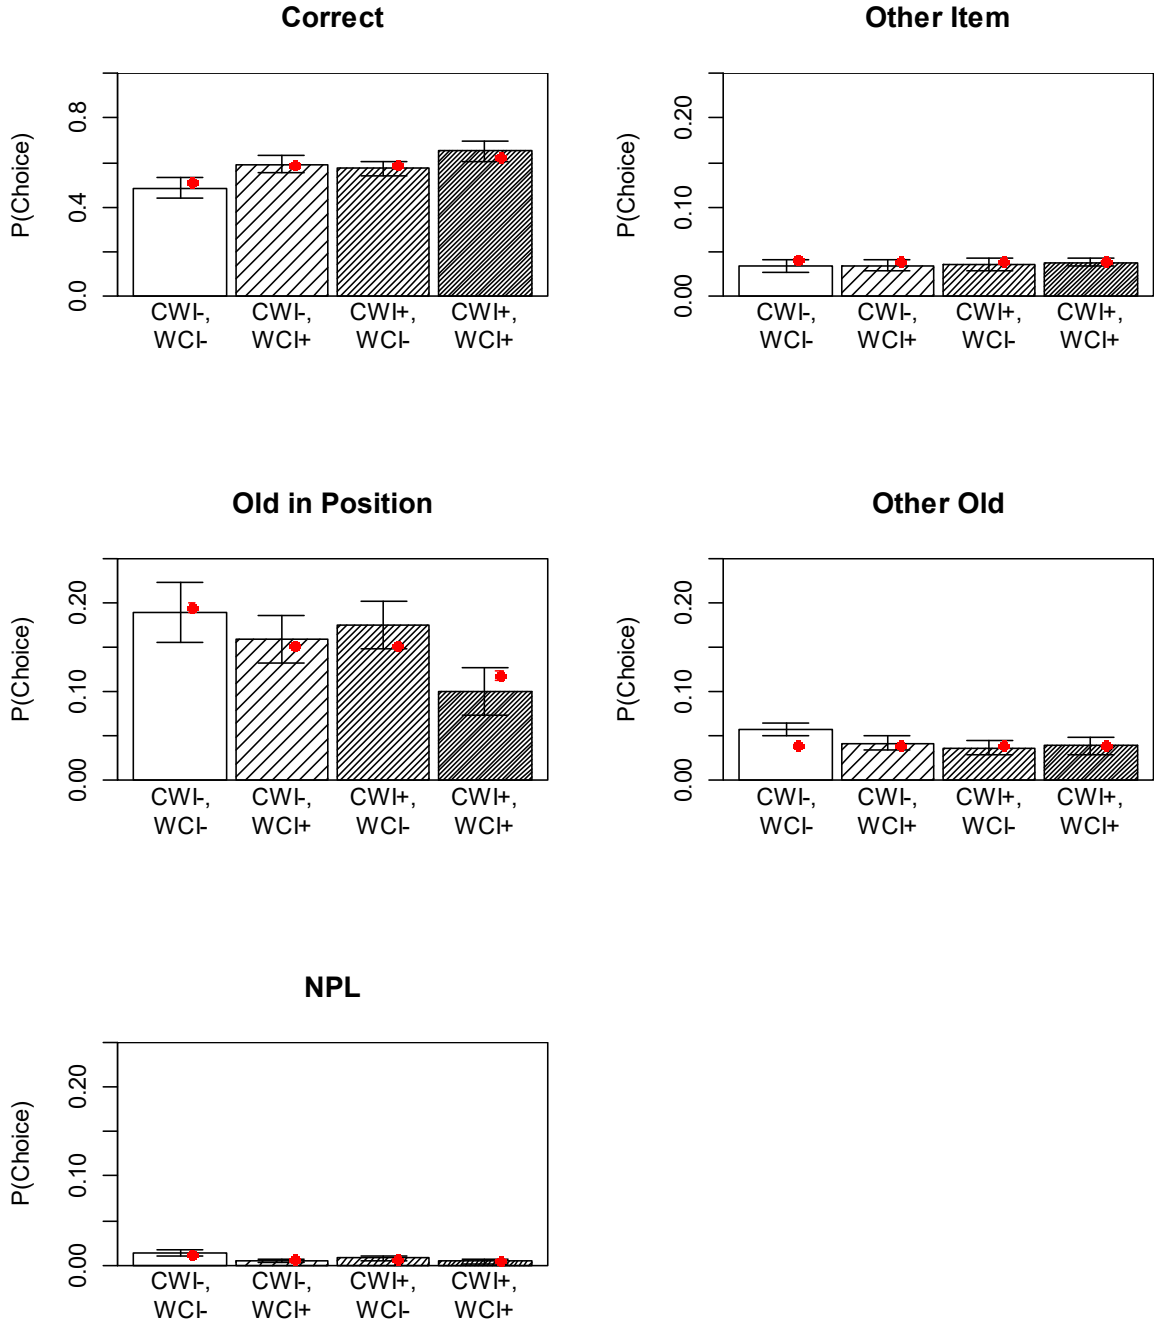 Correct
P(Choice)
0.8
0.4
0.0
CWI-, CWI-, CWI+, CWI+,
WCI- WCI+ WCI- WCI+
Other Item
P(Choice)
0.20
0.10
0.00
CWI-, CWI-, CWI+, CWI+,
WCI- WCI+ WCI- WCI+
Old in Position
P(Choice)
0.20
0.10
0.00
CWI-, CWI-, CWI+, CWI+,
WCI- WCI+ WCI- WCI+
Other Old
P(Choice)
0.20
0.10
0.00
CWI-, CWI-, CWI+, CWI+,
WCI- WCI+ WCI- WCI+
NPL
P(Choice)
0.20
0.10
0.00
CWI-, CWI-, CWI+, CWI+,
WCI- WCI+ WCI- WCI+